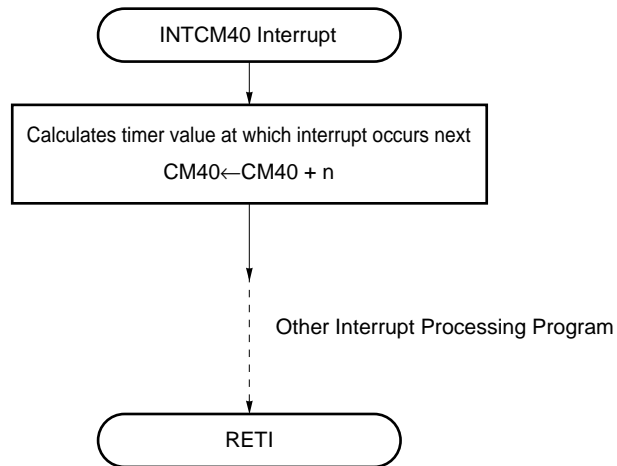 INTCM40 Interrupt
Calculates timer value at which interrupt occurs next
CM40←CM40 + n
Other Interrupt Processing Program
RETI